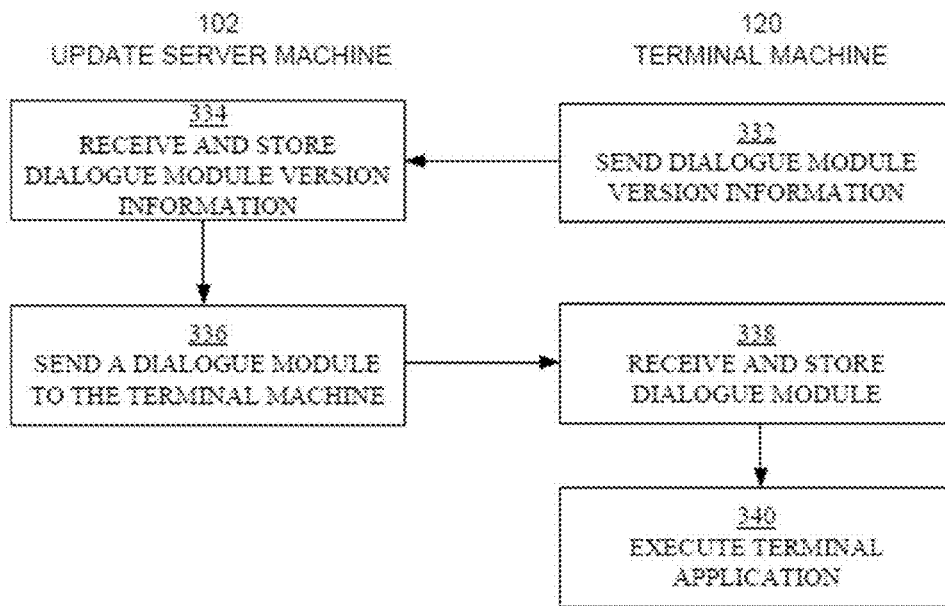 102
UPDATE SERVER MACHINE
120
TERMINAL MACHINE
334
RECEIVE AND STORE
DIALOGUE MODULE VERSION
INFORMATION
332
SEND DIALOGUE MODULE
VERSION INFORMATION
336
SEND A DIALOGUE MODULE
TO THE TERMINAL MACHINE
338
RECEIVE AND STORE
DIALOGUE MODULE
340
EXECUTE TERMINAL
APPLICATION